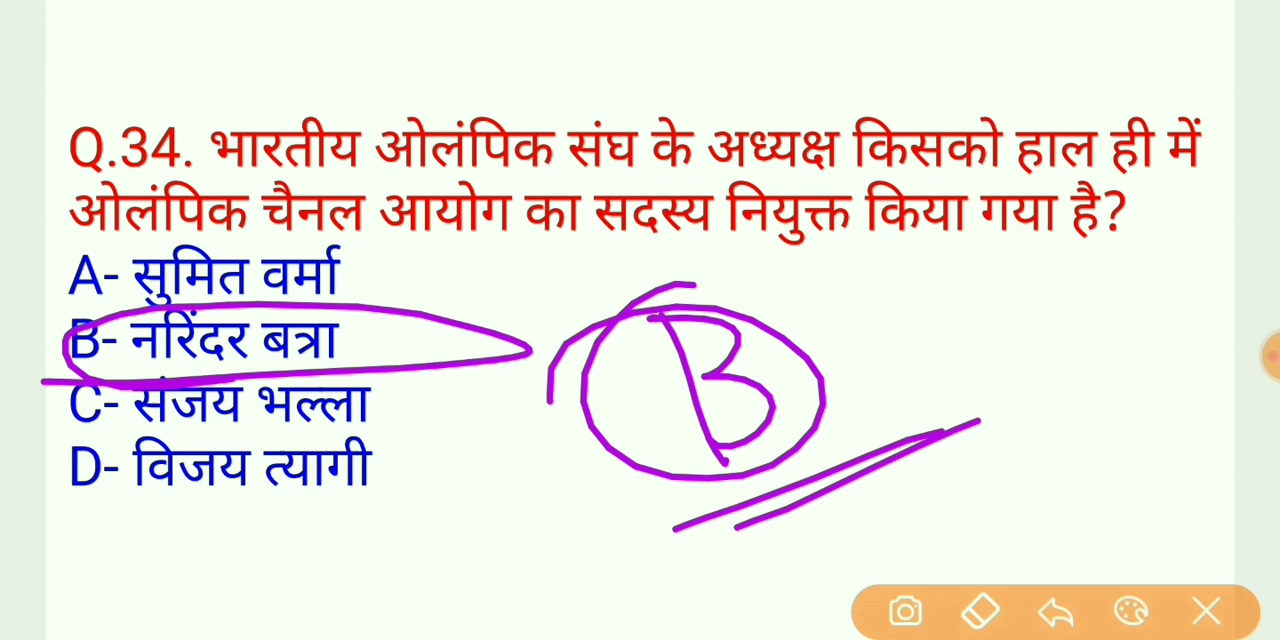 Q.34. भारतीय ओलंपिक संघ के अध्यक्ष किसको हाल ही में
ओलंपिक चैनल आयोग का सदस्य नियुक्त किया गया है?
A- सुमित वर्मा
B- नरिंदर बत्रा
B
C- संजय भल्ला
D- विजय त्यागी